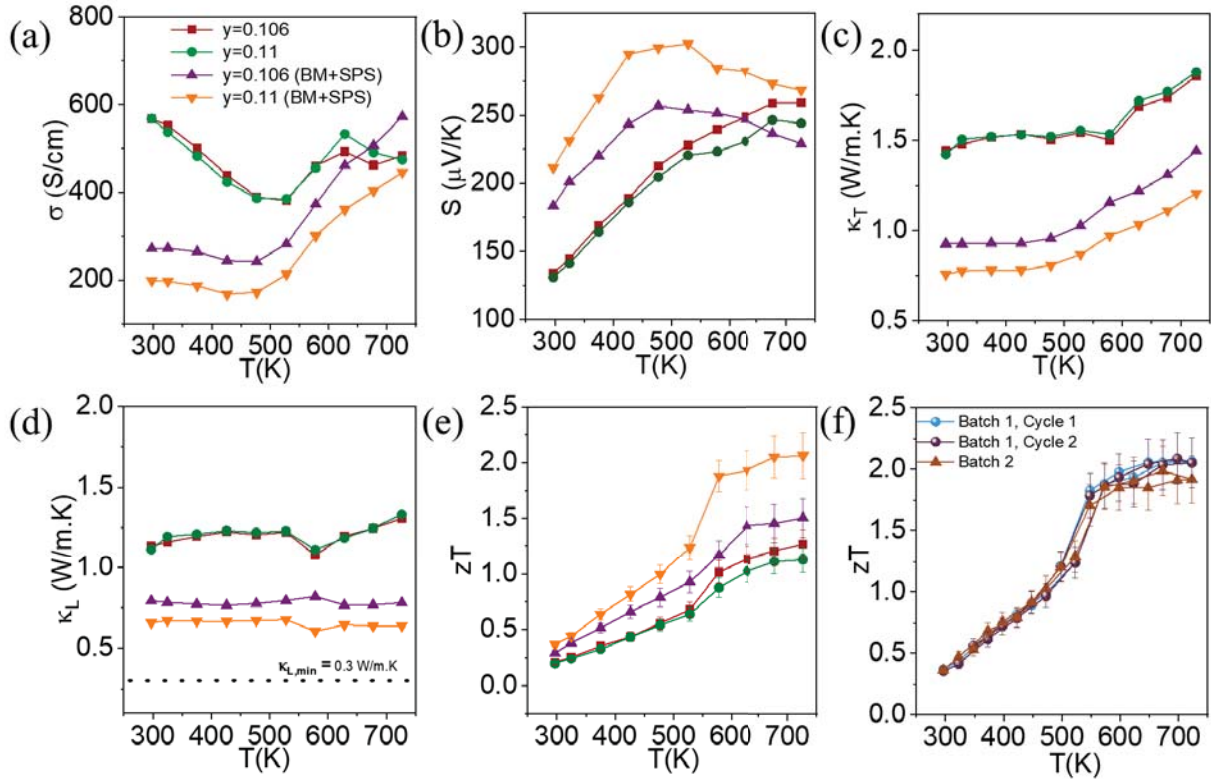 (a)
800
600
400
200
σ (S/cm)
y=0.106
y=0.11
y=0.106 (BM+SPS)
y=0.11 (BM+SPS)
300 400 500 600 700
T(K)
(b)
300
250
200
150
100
S (μV/K)
300 400 500 600 700
T(K)
(c)
2.0
1.5
1.0
0.5
κT (W/m.K)
300 400 500 600 700
T(K)
(d)
2.0
1.5
1.0
0.5
κL (W/m.K)
κL,min = 0.3 W/m.K
300 400 500 600 700
T(K)
(e)
2.5
2.0
1.5
1.0
0.5
0.0
zT
300 400 500 600 700
T(K)
(f)
2.5
2.0
1.5
1.0
0.5
0.0
zT
Batch 1, Cycle 1
Batch 1, Cycle 2
Batch 2
300 400 500 600 700
T(K)